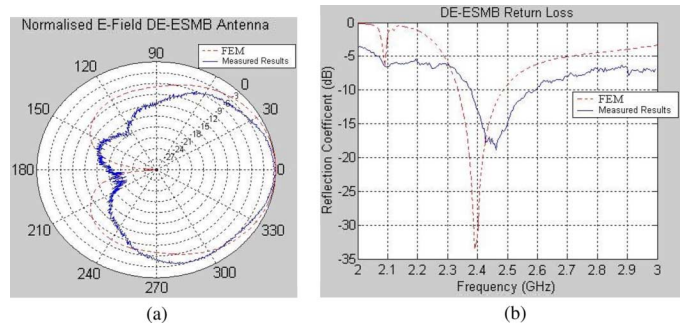 Normalised E-Field DE-ESMB Antenna
FEM
Measured Results
90
120
0
150
30
-3
-6
-9
-12
-15
-18
-21
-24
-27
180
0
210
330
240
300
270
(a)
DE-ESMB Return Loss
0
-5
-10
-15
-20
-25
-30
-35
Reflection Coefficent (dB)
FEM
Measured Results
2 2.1 2.2 2.3 2.4 2.5 2.6 2.7 2.8 2.9 3
Frequency (GHz)
(b)